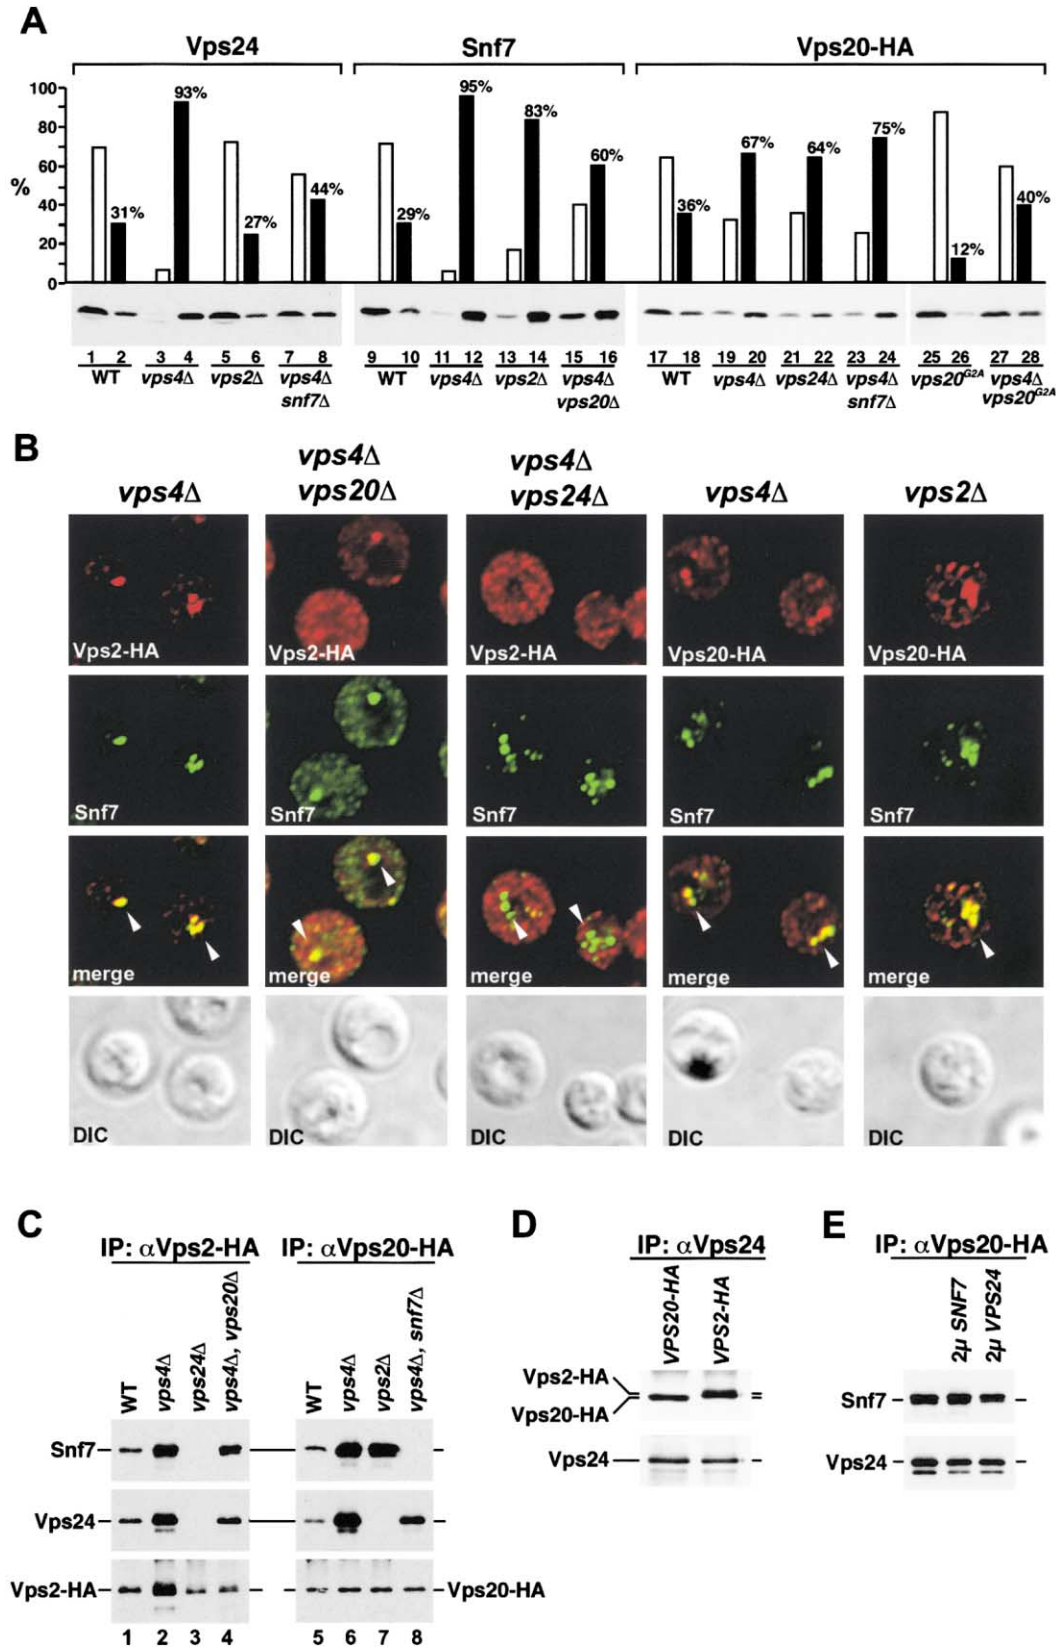 A
Vps24 Snf7 Vps20-HA
100
80
60
40
20
0
%
31% 93% 27% 44% 29% 95% 83% 60% 36% 67% 64% 75% 12% 40%
1 2 3 4 5 6 7 8 9 10 11 12 13 14 15 16 17 18 19 20 21 22 23 24 25 26 27 28
WT vps4Δ vps2Δ vps4Δ WT vps4Δ vps2Δ vps4Δ WT vps4Δ vps24Δ vps4Δ vps20G2A vps4Δ
snf7Δ vps20Δ snf7Δ vps20G2A
B
vps4Δ vps4Δ
vps4Δ vps20Δ vps24Δ vps4Δ vps2Δ
Vps2-HA Vps2-HA Vps2-HA Vps20-HA Vps20-HA
Snf7 Snf7 Snf7 Snf7 Snf7
merge merge merge merge merge
DIC DIC DIC DIC DIC
C
IP: αVps2-HA IP: αVps20-HA
WT vps4Δ vps24Δ vps4Δ, vps20Δ WT vps4Δ vps2Δ vps4Δ, snf7Δ
Snf7
Vps24
Vps2-HA Vps20-HA
1 2 3 4 5 6 7 8
D
IP: αVps24
VPS20-HA VPS2-HA
Vps2-HA
Vps20-HA
Vps24
E
IP: αVps20-HA
2μ SNF7 2μ VPS24
Snf7
Vps24